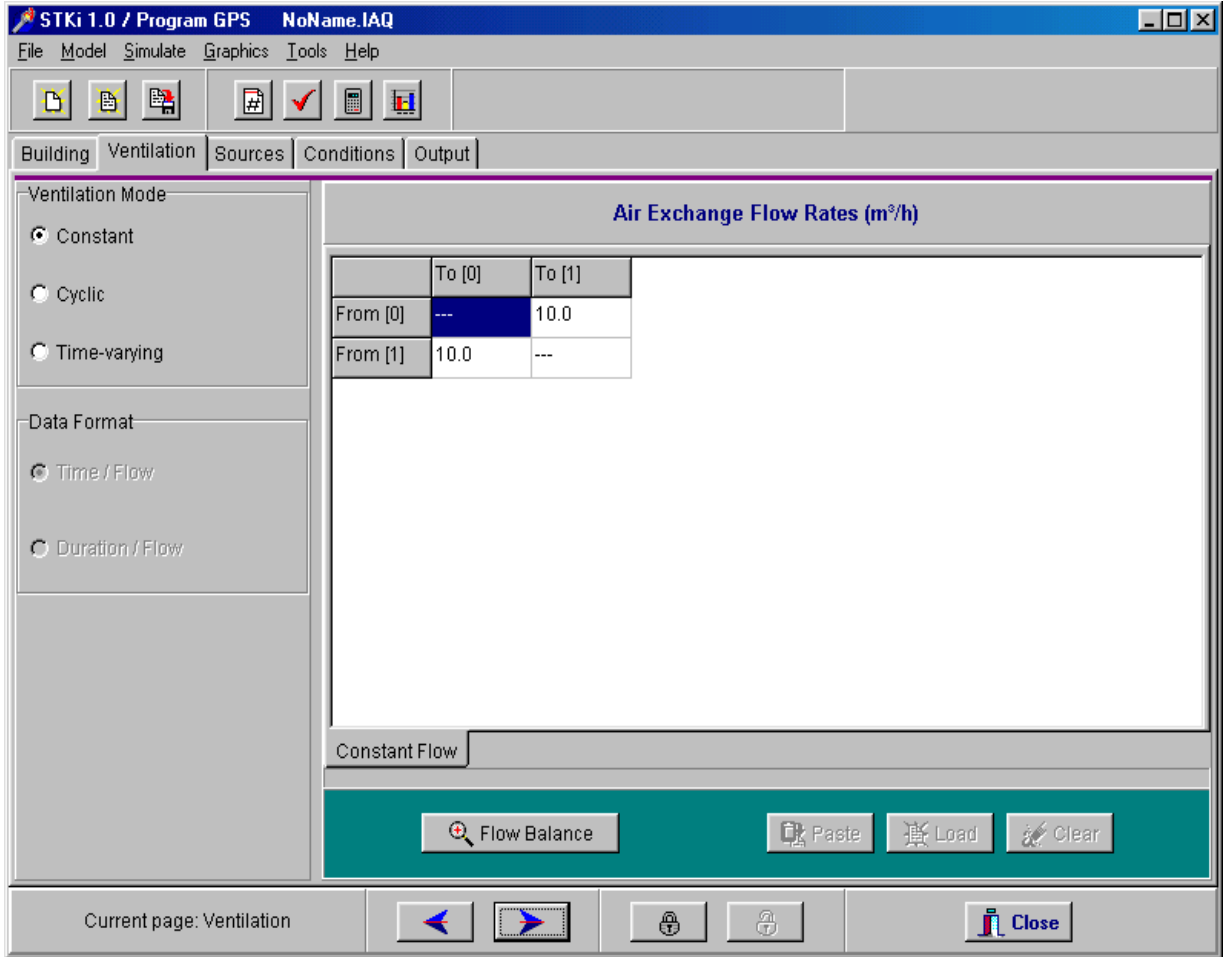 STKi 1.0 / Program GPS NoName.IAQ
File Model Simulate Graphics Tools Help
Building Ventilation Sources Conditions Output
Ventilation Mode
Constant
Cyclic
Time-varying
Data Format
Time / Flow
Duration / Flow
Air Exchange Flow Rates (m³/h)
To [0] To [1]
From [0] --- 10.0
From [1] 10.0 ---
Constant Flow
Flow Balance Paste Load Clear
Current page: Ventilation Close